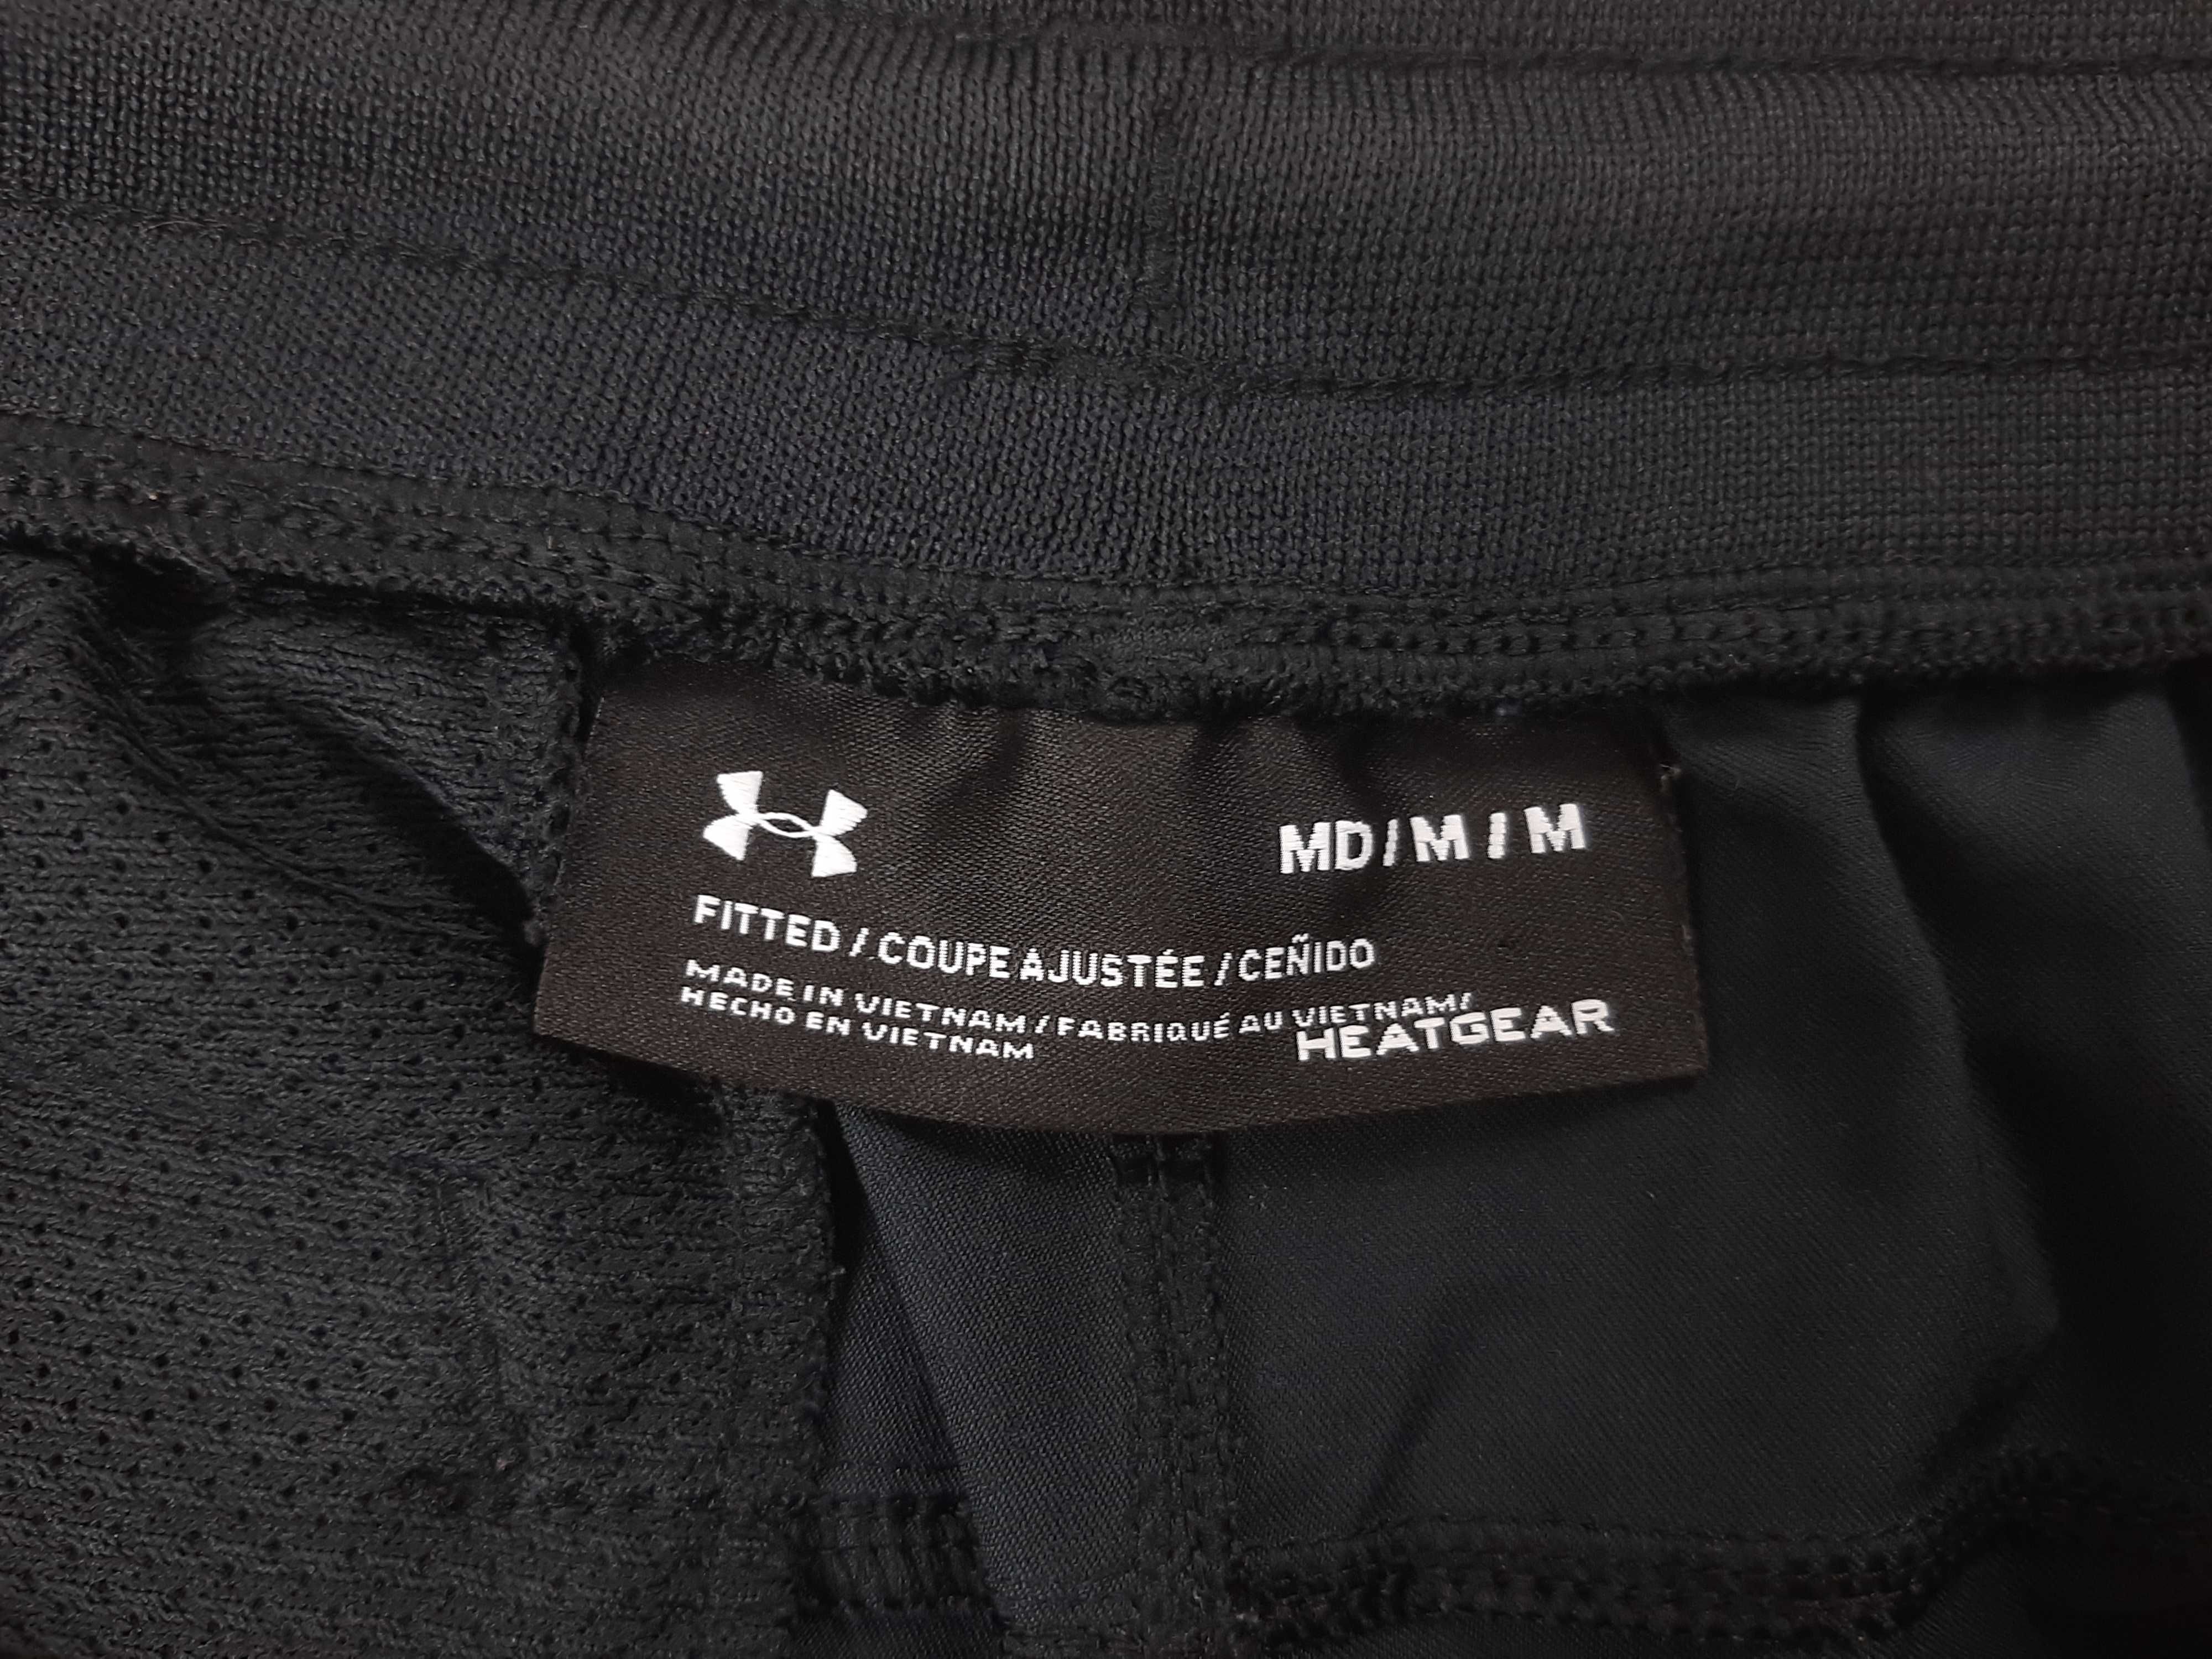 MD / M / M
FITTED / COUPE AJUSTÉE / CEÑIDO
MADE IN VIETNAM / FABRIQUÉ AU VIETNAM/
HECHO EN VIETNAM
HEATGEAR